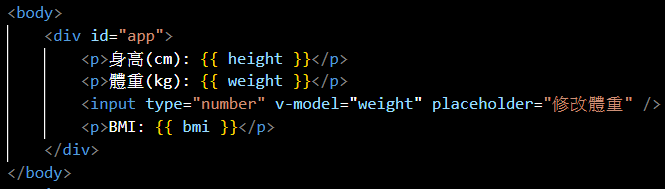 <body>
<div id="app">
<p>身高(cm): {{ height }}</p>
<p>體重(kg): {{ weight }}</p>
<input type="number" v-model="weight" placeholder="修改體重" />
<p>BMI: {{ bmi }}</p>
</div>
</body>